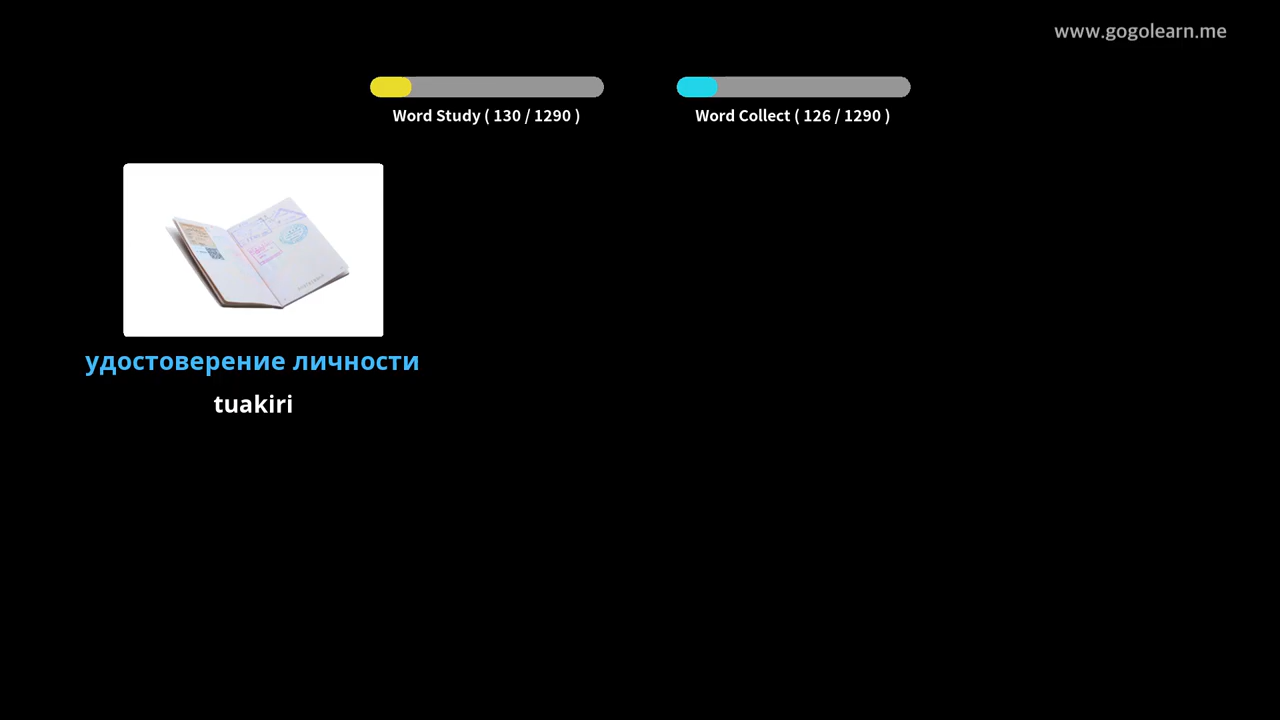 www.gogolearn.me
Word Study ( 130 / 1290 )
Word Collect ( 126 / 1290 )
удостоверение личности
tuakiri